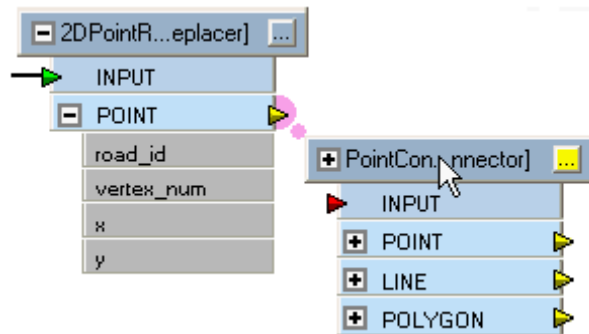 2DPointR...eplacer] ...
INPUT
POINT
road_id
vertex_num
x
y
PointCon...nnector] ...
INPUT
POINT
LINE
POLYGON